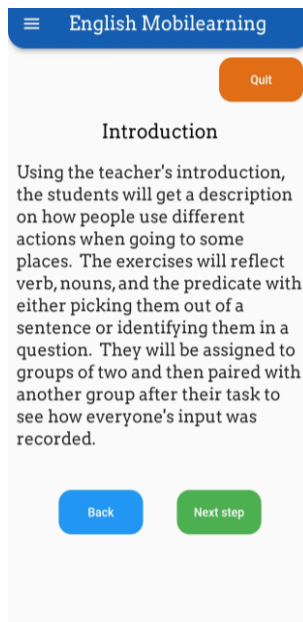 English Mobilearning
Quit
Introduction
Using the teacher's introduction,
the students will get a description
on how people use different
actions when going to some
places. The exercises will reflect
verb, nouns, and the predicate with
either picking them out of a
sentence or identifying them in a
question. They will be assigned to
groups of two and then paired with
another group after their task to
see how everyone's input was
recorded.
Back
Next step